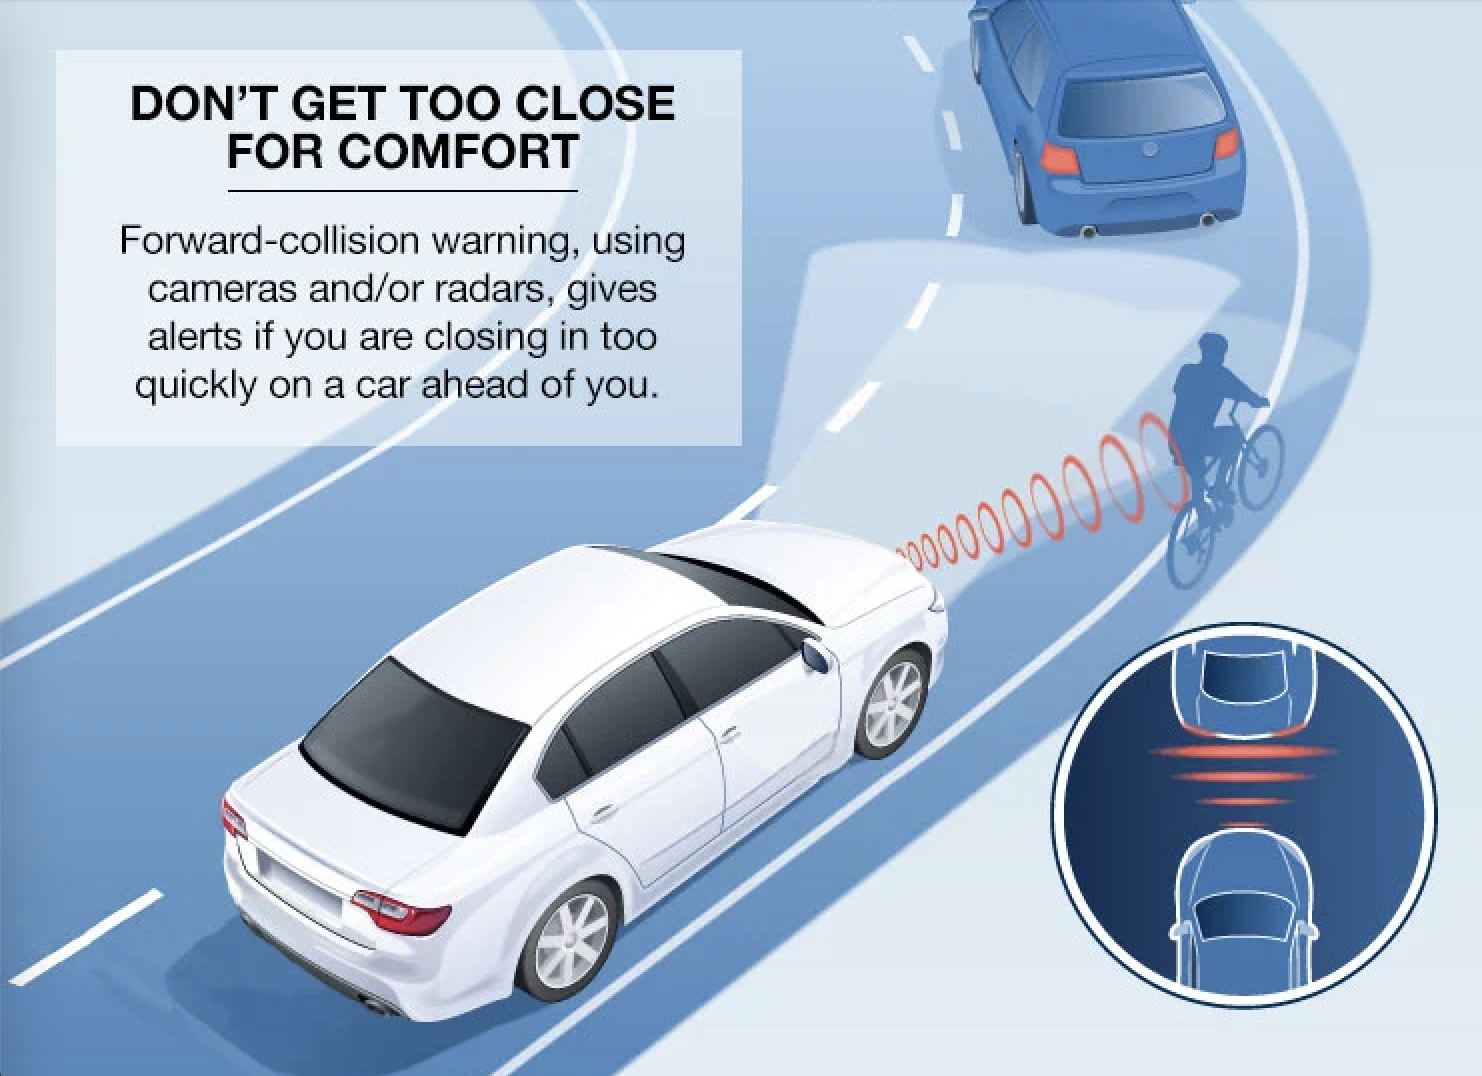 DON'T GET TOO CLOSE
FOR COMFORT
Forward-collision warning, using
cameras and/or radars, gives
alerts if you are closing in too
quickly on a car ahead of you.